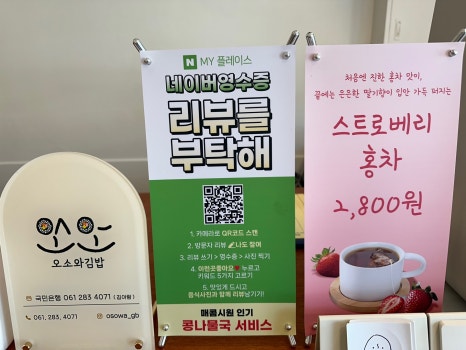 오소와
오소와김밥
국민은행 061 283 4071
061, 283, 4071
osowa_gb
N MY 플레이스
네이버영수증
리뷰를
부탁해
1. 카메라로 QR코드 스캔
2. 방문자 리뷰 나도 참여
3. 리뷰 쓰기 > 영수증 > 사진 찍기
4. 이런곳좋아요 누르고
키워드 5가지 고르기
5. 맛있게 드시고
음식사진과 함께 리뷰남기기!
매콤시원 인기
콩나물국 서비스
처음엔 진한 홍차 맛이,
끝에는 은은한 딸기향이 입안 가득 퍼지는
스트로베리
홍차
2,800원